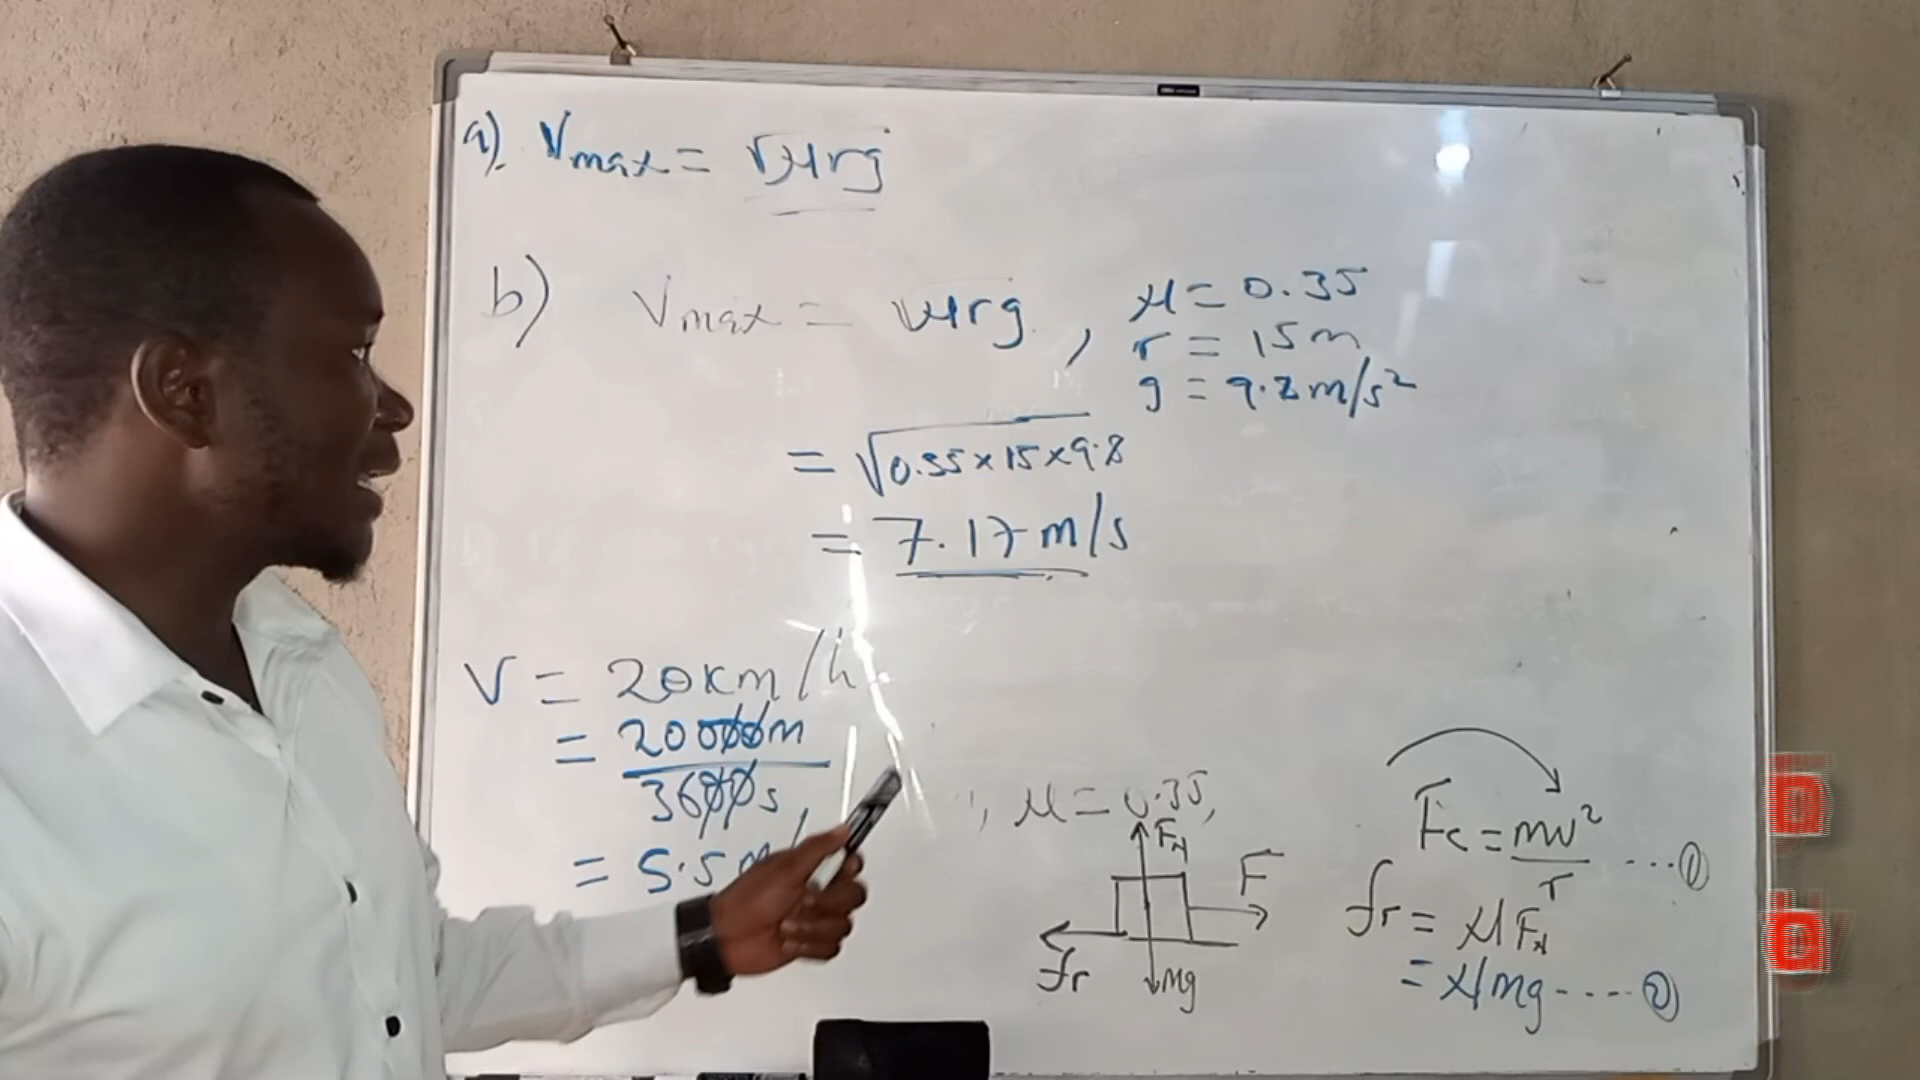 a). Vmax = √μrg
b) Vmax = √μrg , μ = 0.35
r = 15m
g = 9.8m/s²
= √0.35×15×9.8
= 7.17 m/s
V = 20km/h
= 20000m
3600s
= 5.5 m/
, μ = 0.35,
FN
F
fr
mg
Fc = mv²
r ...①
fr = μFN
= μmg ---- ②